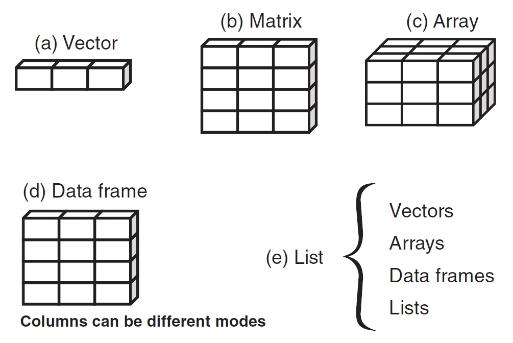 (a) Vector
(b) Matrix
(c) Array
(d) Data frame
Columns can be different modes
(e) List
Vectors
Arrays
Data frames
Lists